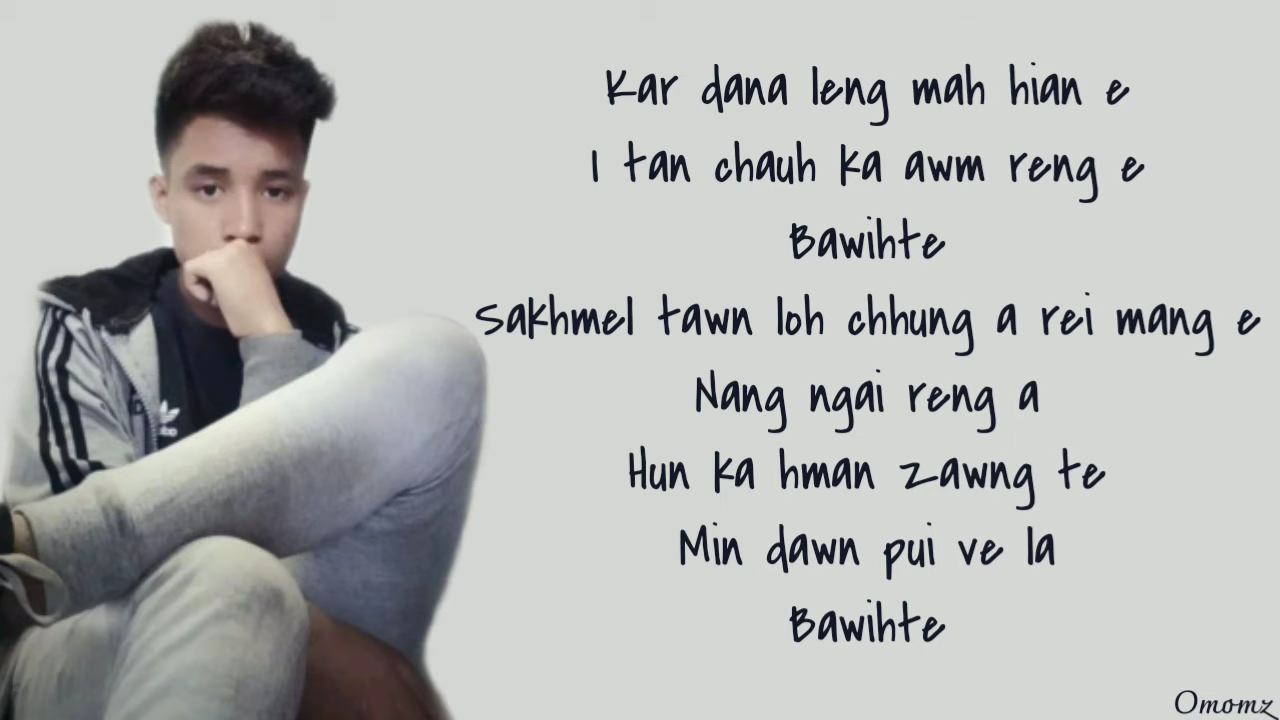 Kar dana leng mah hian e
I tan chauh ka awm reng e
Bawihte
Sakhmel tawn loh chhung a rei mang e
Nang ngai reng a
Hun ka hman zawng te
Min dawn pui ve la
Bawihte
Omomz